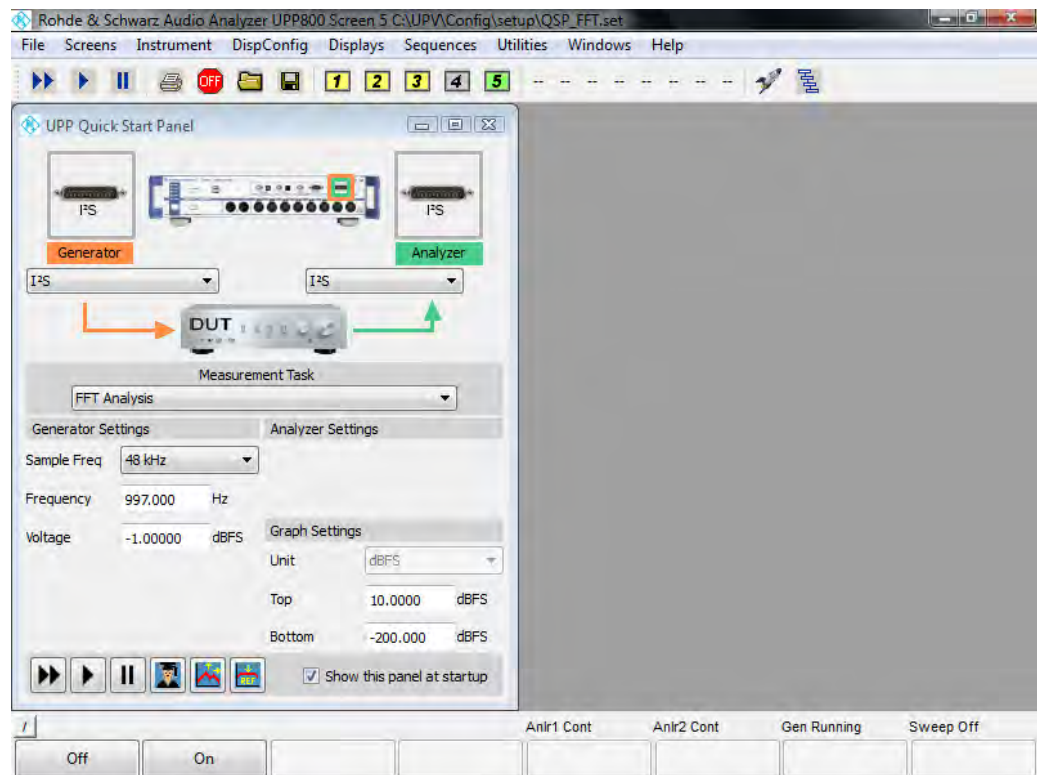 Rohde & Schwarz Audio Analyzer UPP800 Screen 5 C:\UPV\Config\setup\QSP_FFT.set
File Screens Instrument DispConfig Displays Sequences Utilities Windows Help
OFF 1 2 3 4 5 -- -- -- -- -- -- -- --
UPP Quick Start Panel
I²S I²S
Generator Analyzer
I²S I²S
DUT
Measurement Task
FFT Analysis
Generator Settings Analyzer Settings
Sample Freq 48 kHz
Frequency 997.000 Hz
Voltage -1.00000 dBFS Graph Settings
Unit dBFS
Top 10.0000 dBFS
Bottom -200.000 dBFS
REF Show this panel at startup
/ Anlr1 Cont Anlr2 Cont Gen Running Sweep Off
Off On